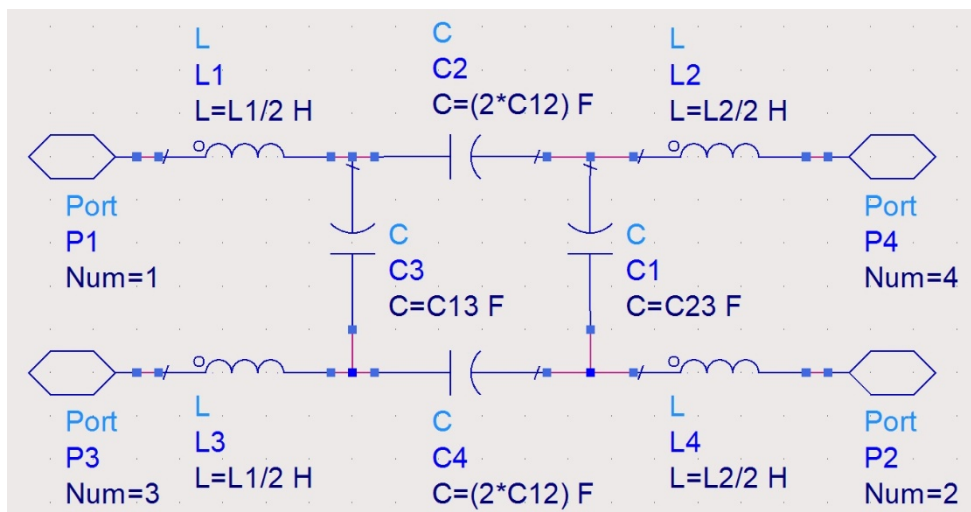 L
L1
L=L1/2 H
C
C2
C=(2*C12) F
L
L2
L=L2/2 H
Port
P1
Num=1
C
C3
C=C13 F
C
C1
C=C23 F
Port
P4
Num=4
Port
P3
Num=3
L
L3
L=L1/2 H
C
C4
C=(2*C12) F
L
L4
L=L2/2 H
Port
P2
Num=2